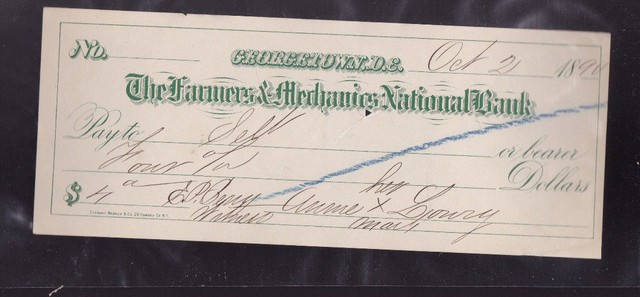 No. GEORGETOWN, D.C. Oct 2 1890
The Farmers & Mechanics National Bank
Pay to Self or bearer
Four Dollars
$ 4 her
Annie x Lowry
Witness mark